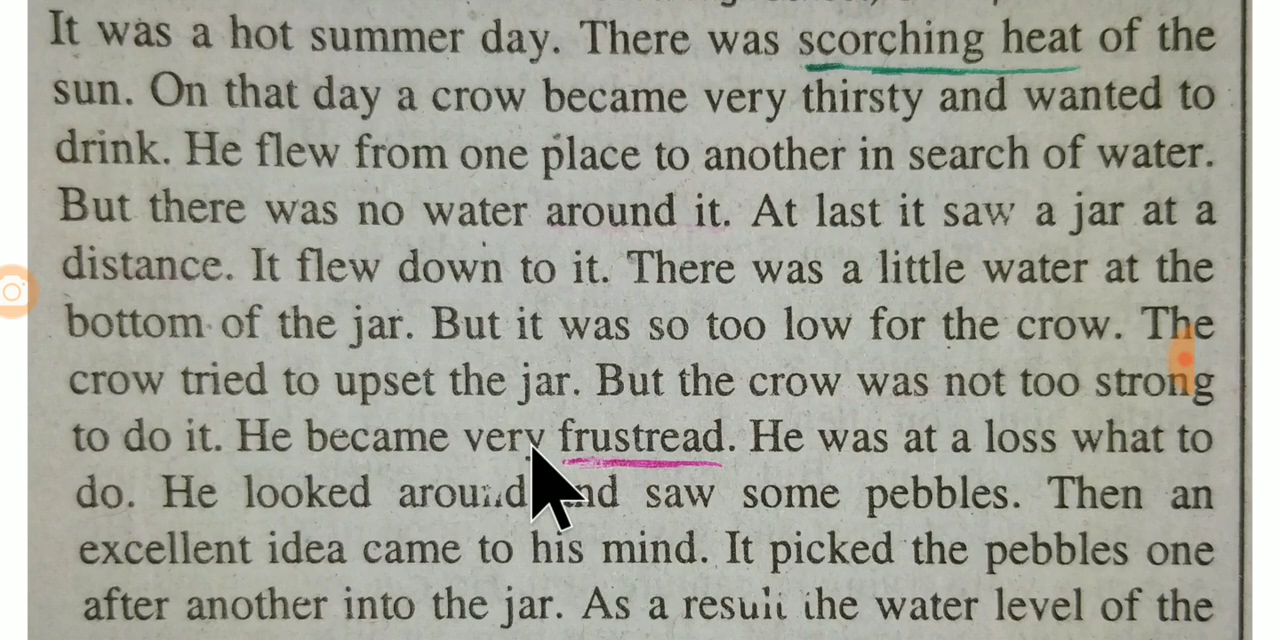 It was a hot summer day. There was scorching heat of the
sun. On that day a crow became very thirsty and wanted to
drink. He flew from one place to another in search of water.
But there was no water around it. At last it saw a jar at a
distance. It flew down to it. There was a little water at the
bottom of the jar. But it was so too low for the crow. The
crow tried to upset the jar. But the crow was not too strong
to do it. He became very frustread. He was at a loss what to
do. He looked around and saw some pebbles. Then an
excellent idea came to his mind. It picked the pebbles one
after another into the jar. As a result the water level of the